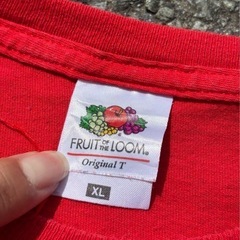 FRUIT OF THE LOOM®
Original T
XL